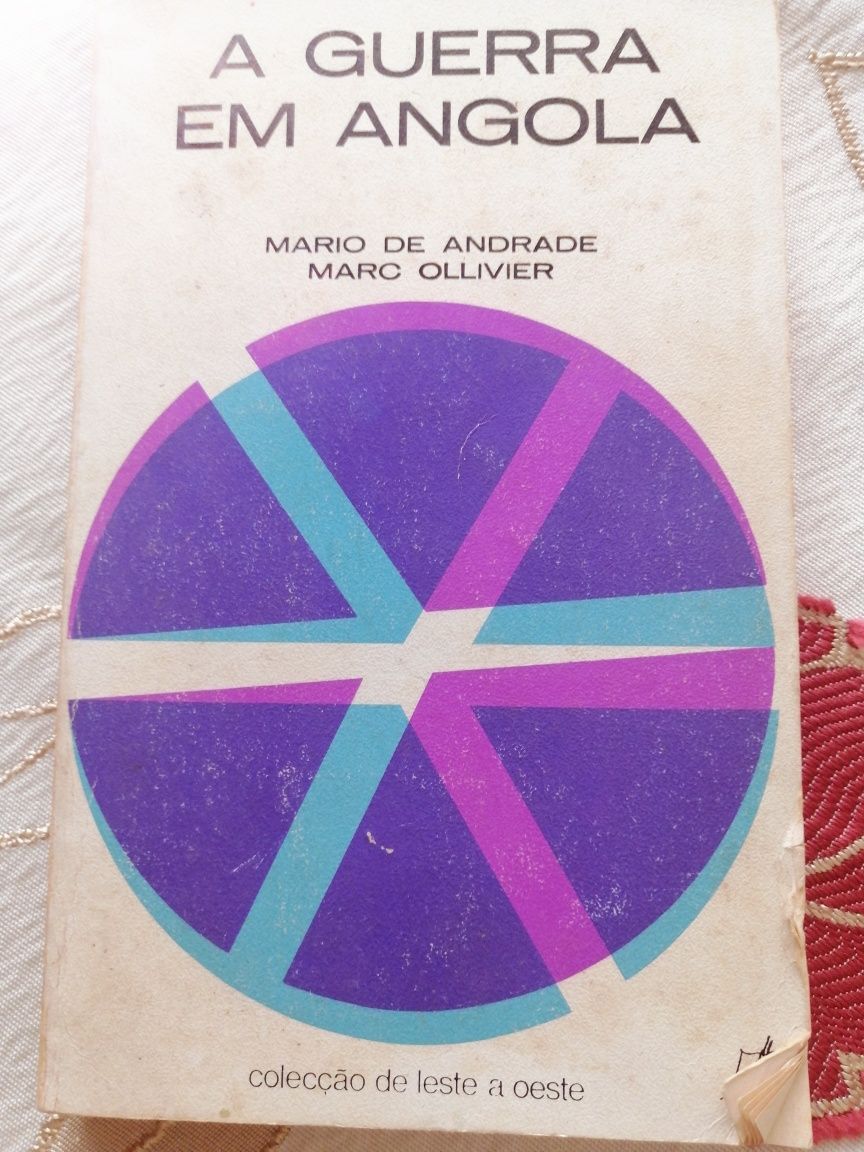 A GUERRA
EM ANGOLA
MARIO DE ANDRADE
MARC OLLIVIER
colecção de leste a oeste